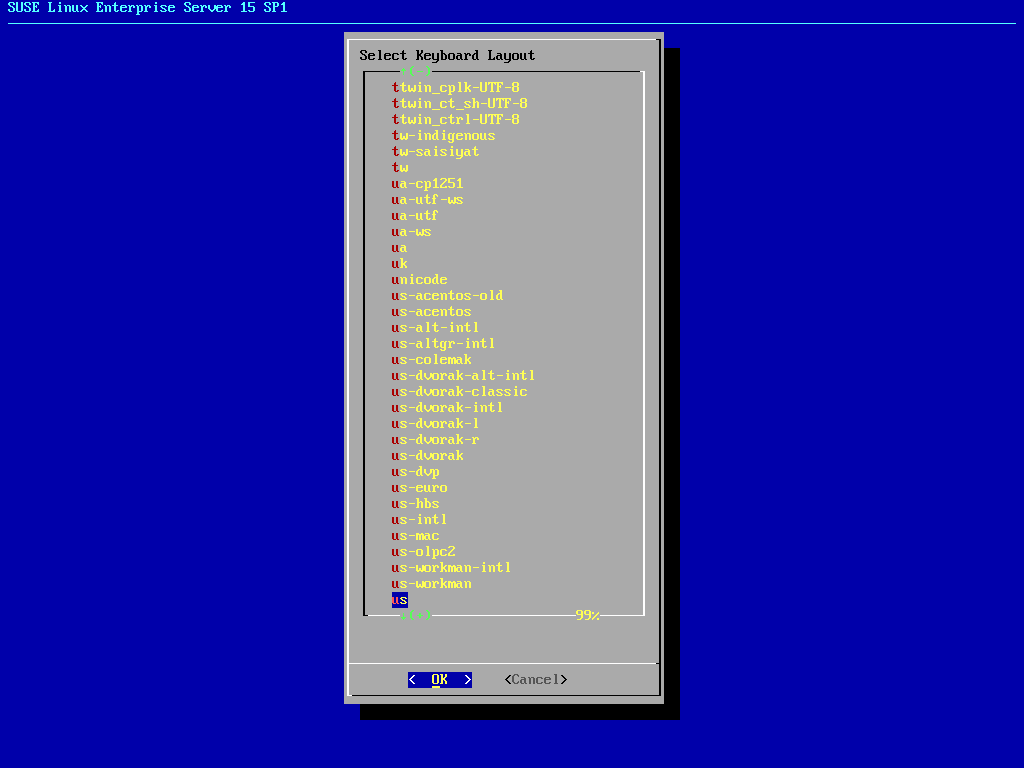 SUSE Linux Enterprise Server 15 SP1
Select Keyboard Layout
-(-)
ttwin_cplk-UTF-8
ttwin_ct_sh-UTF-8
ttwin_ctrl-UTF-8
tw-indigenous
tw-saisiyat
tw
ua-cp1251
ua-utf-ws
ua-utf
ua-ws
ua
uk
unicode
us-acentos-old
us-acentos
us-alt-intl
us-altgr-intl
us-colemak
us-dvorak-alt-intl
us-dvorak-classic
us-dvorak-intl
us-dvorak-l
us-dvorak-r
us-dvorak
us-dvp
us-euro
us-hbs
us-intl
us-mac
us-olpc2
us-workman-intl
us-workman
us
(+) 99%
< OK > <Cancel>